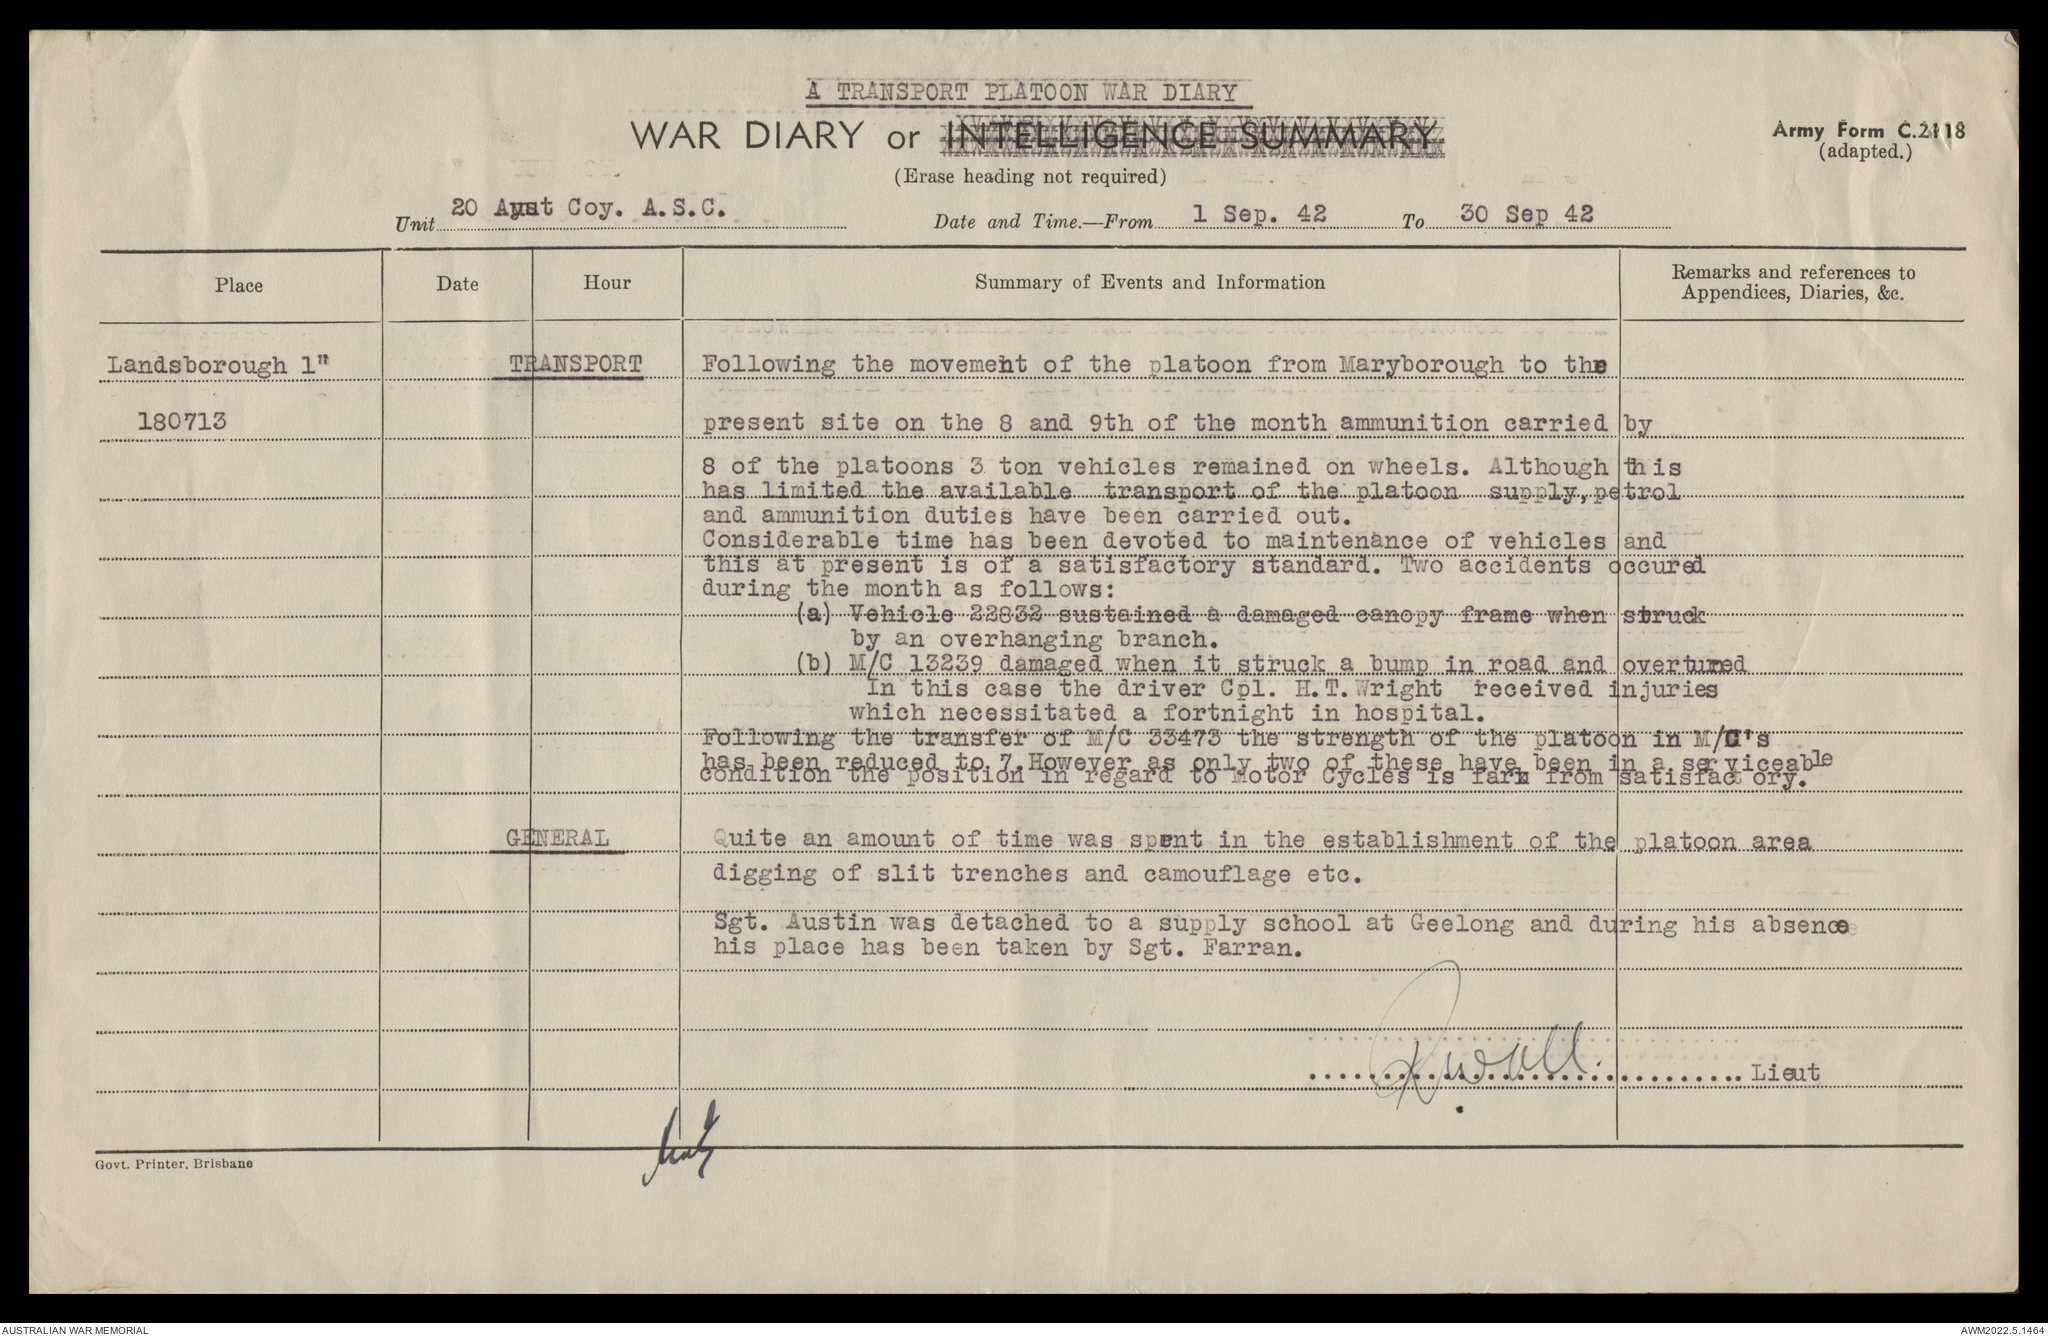 A TRANSPORT PLATOON WAR DIARY
WAR DIARY or INTELLIGENCE SUMMARY
Army Form C.2118
(adapted.)
(Erase heading not required)
Unit 20 Aust Coy. A.S.C. Date and Time.—From 1 Sep. 42 To 30 Sep 42
Place Date Hour Summary of Events and Information Remarks and references to
Appendices, Diaries, &c.
Landsborough 1" TRANSPORT Following the movement of the platoon from Maryborough to the
180713 present site on the 8 and 9th of the month ammunition carried by
8 of the platoons 3 ton vehicles remained on wheels. Although this
has limited the available transport of the platoon supply, petrol
and ammunition duties have been carried out.
Considerable time has been devoted to maintenance of vehicles and
this at present is of a satisfactory standard. Two accidents occured
during the month as follows:
(a) Vehicle 22832 sustained a damaged canopy frame when struck
by an overhanging branch.
(b) M/C 13239 damaged when it struck a bump in road and overturned
In this case the driver Cpl. H.T.Wright received injuries
which necessitated a fortnight in hospital.
Following the transfer of M/C 33473 the strength of the platoon in M/C's
has been reduced to 7. However as only two of these have been in a serviceable
condition the position in regard to Motor Cycles is far from satisfactory.
GENERAL Quite an amount of time was spent in the establishment of the platoon area
digging of slit trenches and camouflage etc.
Sgt. Austin was detached to a supply school at Geelong and during his absence
his place has been taken by Sgt. Farran.
Lieut
Govt. Printer, Brisbane
AUSTRALIAN WAR MEMORIAL AWM2022.5.1464